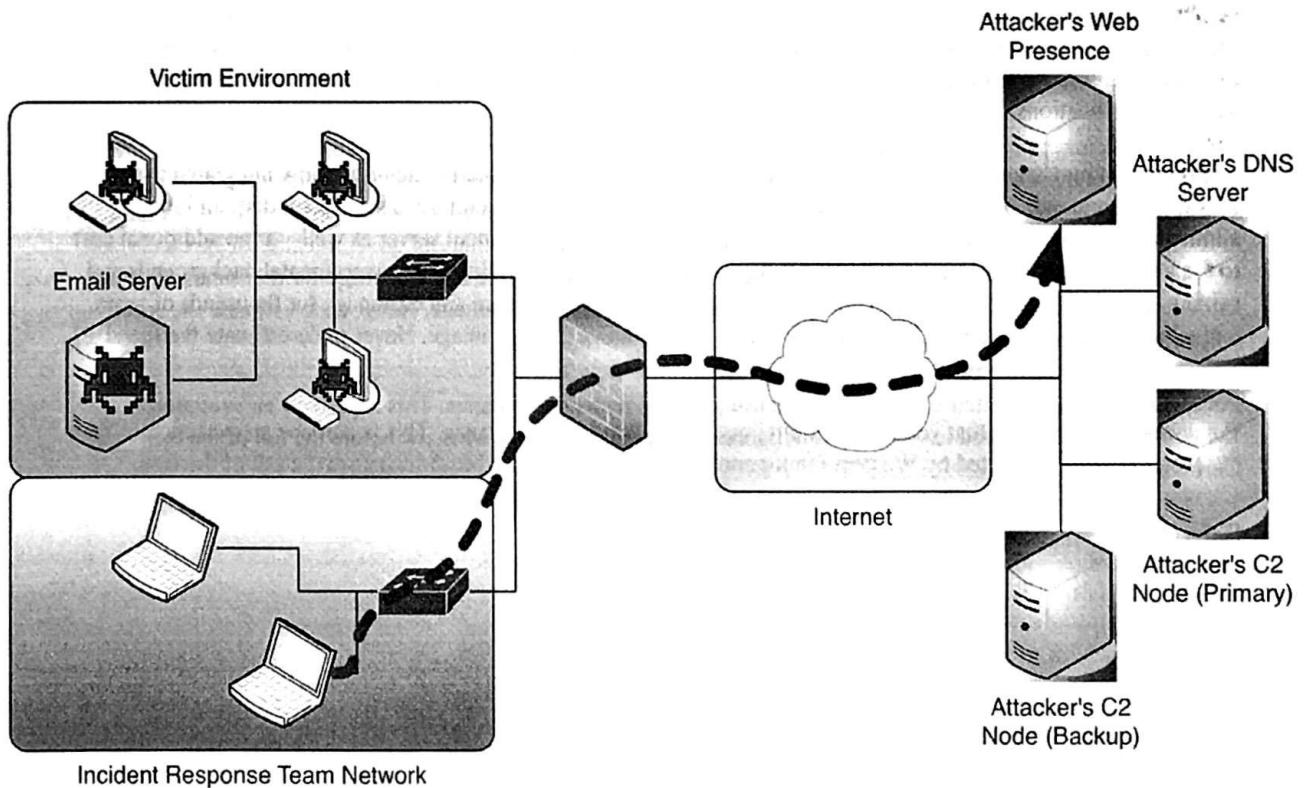 Attacker's Web
Presence
Victim Environment
Attacker's DNS
Server
Email Server
Internet
Attacker's C2
Node (Primary)
Attacker's C2
Node (Backup)
Incident Response Team Network